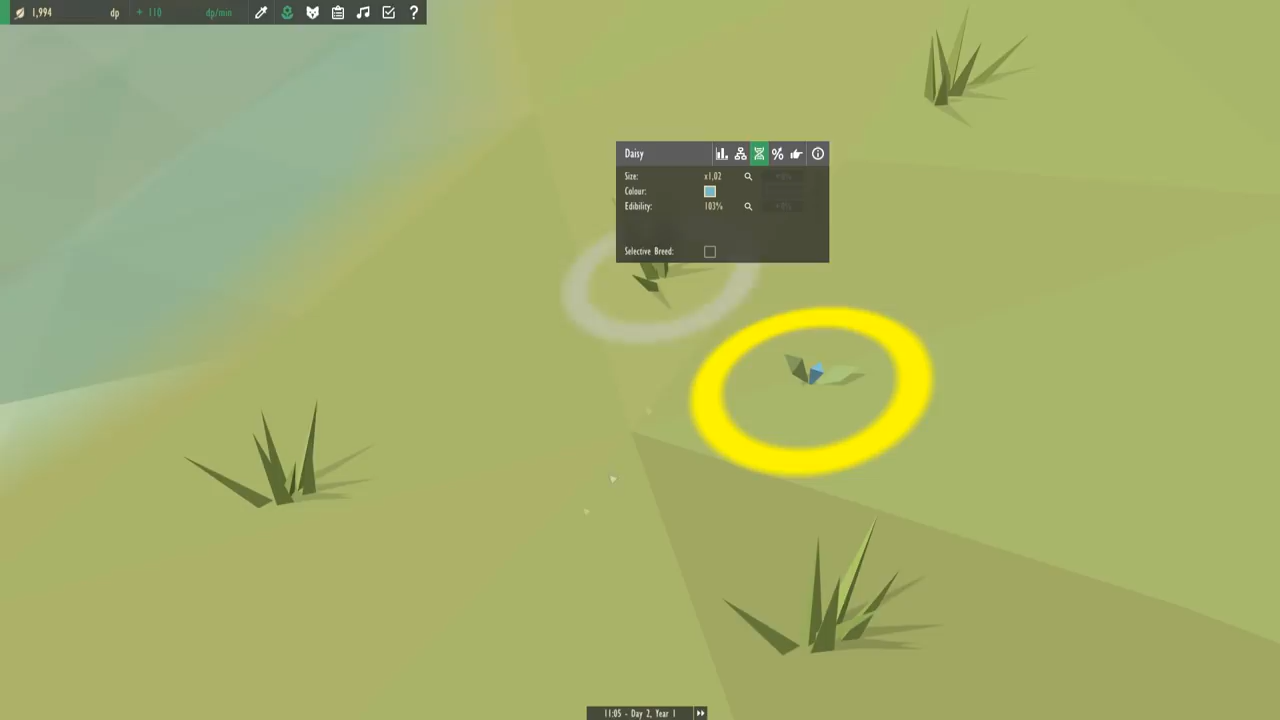 1,994 dp + 110 dp/min ?
Daisy %
Size: x1,02
Colour:
Edibility: 103%
Selective Breed:
11:05 - Day 2, Year 1